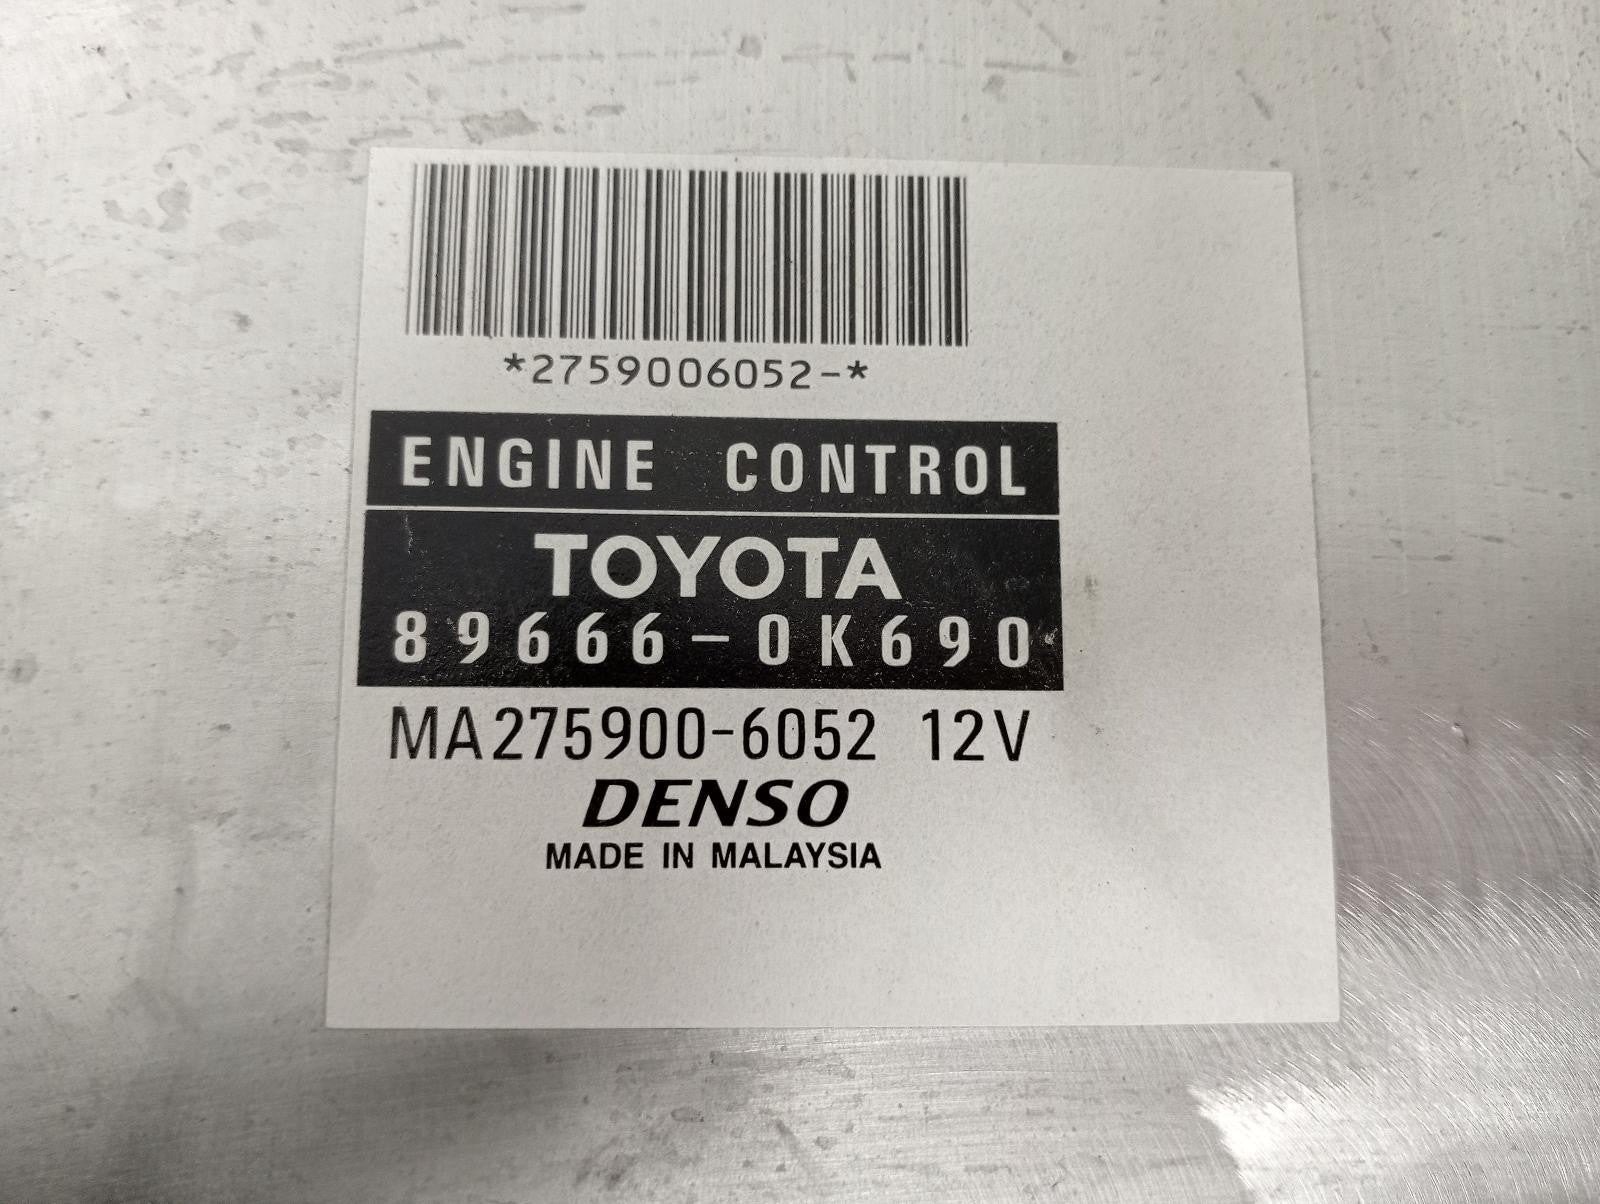 *2759006052-*
ENGINE CONTROL
TOYOTA
89666-0K690
MA275900-6052 12V
DENSO
MADE IN MALAYSIA